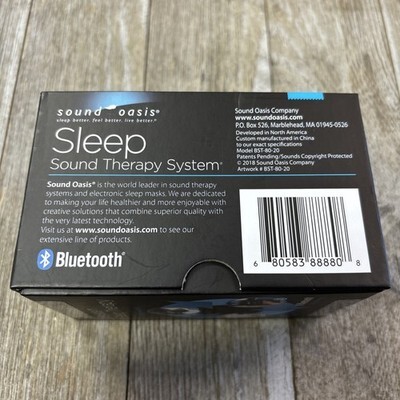 sound oasis®
sleep better. feel better. live better.™
Sleep
Sound Therapy System®
Sound Oasis® is the world leader in sound therapy
systems and electronic sleep masks. We are dedicated
to making your life healthier and more enjoyable with
creative solutions that combine superior quality with
the very latest technology.
Visit us at www.soundoasis.com to see our
extensive line of products.
Bluetooth®
Sound Oasis Company
www.soundoasis.com
P.O. Box 526, Marblehead, MA 01945-0526
Developed in North America
Custom manufactured in China
to our exact specifications
Model BST-80-20
Patents Pending/Sounds Copyright Protected
© 2018 Sound Oasis Company
Artwork # BST-80-20
6 80583 88880 8